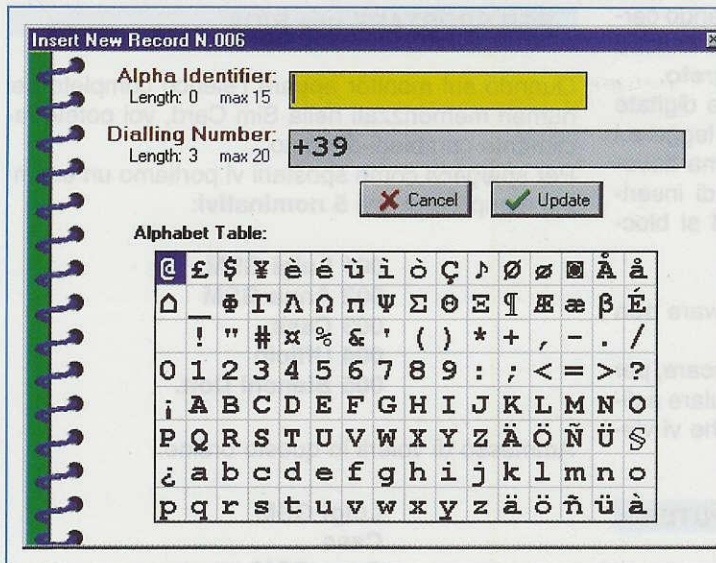 Insert New Record N.006
Alpha Identifier:
Length: 0 max 15
Dialling Number:
Length: 3 max 20
+39
Cancel
Update
Alphabet Table:
@ £ $ ¥ è é ù ì ò Ç ♪ Ø ø ◙ Å å
⌂ _ Φ Γ Λ Ω Π Ψ Σ Θ Ξ ¶ Æ æ β É
! " # ¤ % & ' ( ) * + , - . /
0 1 2 3 4 5 6 7 8 9 : ; < = > ?
¡ A B C D E F G H I J K L M N O
P Q R S T U V W X Y Z Ä Ö Ñ Ü §
¿ a b c d e f g h i j k l m n o
p q r s t u v w x y z ä ö ñ ü à